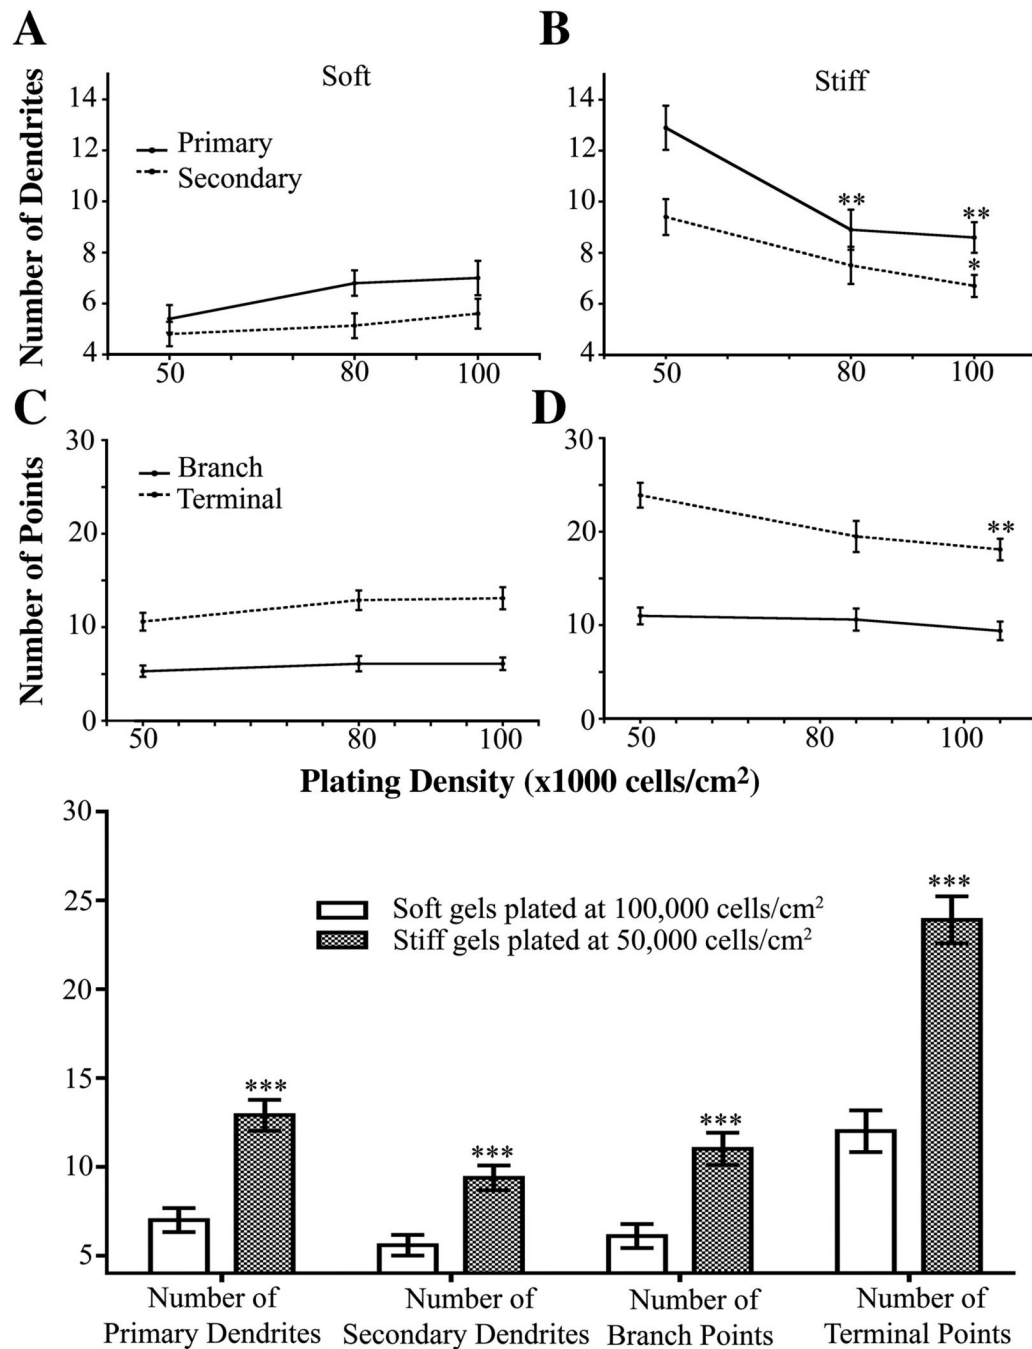 A
B
Soft
Stiff
Number of Dendrites
14
12
10
8
6
4
Primary
Secondary
50
80
100
14
12
10
8
6
4
**
**
*
50
80
100
C
D
Number of Points
30
20
10
0
Branch
Terminal
50
80
100
30
20
10
0
**
50
80
100
Plating Density (x1000 cells/cm²)
30
25
20
15
10
5
Soft gels plated at 100,000 cells/cm²
Stiff gels plated at 50,000 cells/cm²
***
***
***
***
Number of
Primary Dendrites
Number of
Secondary Dendrites
Number of
Branch Points
Number of
Terminal Points